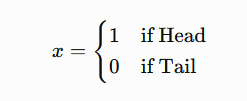 x = { 1 if Head
0 if Tail